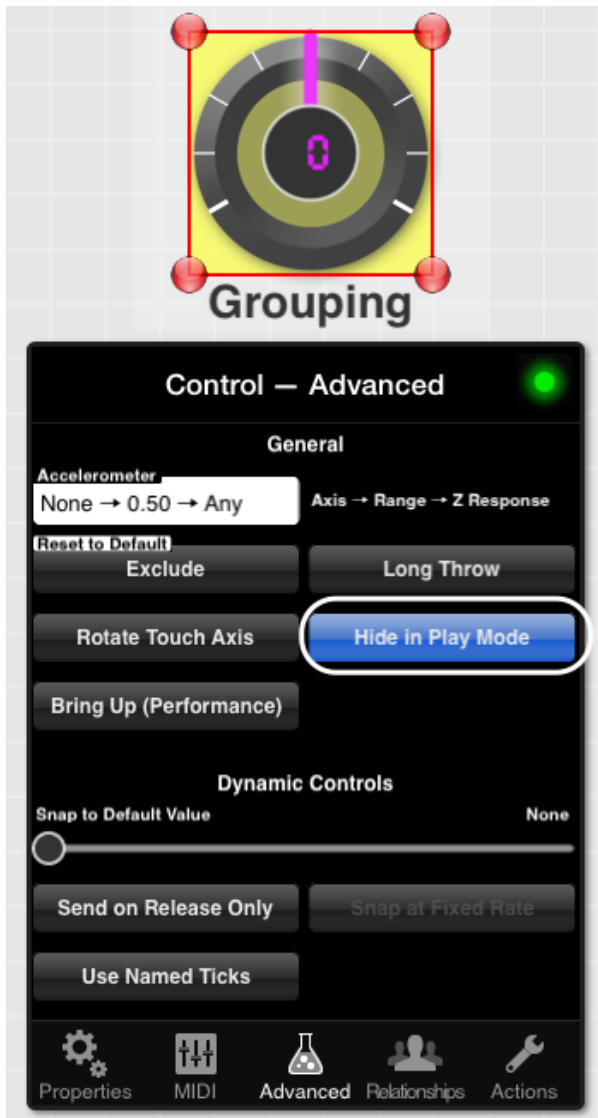 0
Grouping
Control — Advanced
General
Accelerometer
None → 0.50 → Any
Axis → Range → Z Response
Reset to Default
Exclude
Long Throw
Rotate Touch Axis
Hide in Play Mode
Bring Up (Performance)
Dynamic Controls
Snap to Default Value
None
Send on Release Only
Snap at Fixed Rate
Use Named Ticks
Properties
MIDI
Advanced
Relationships
Actions